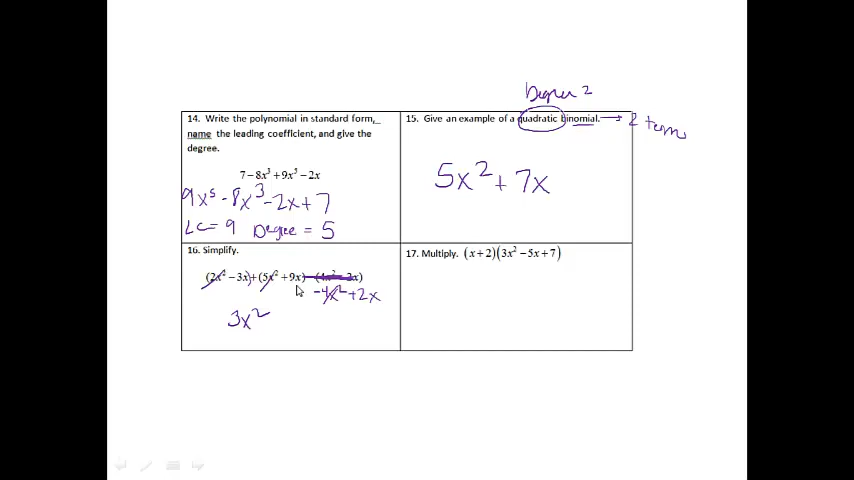 Degree 2
14. Write the polynomial in standard form,
name the leading coefficient, and give the
degree.
7 − 8x³ + 9x⁵ − 2x
9x⁵ - 8x³ - 2x + 7
LC = 9 Degree = 5
15. Give an example of a quadratic binomial. → 2 terms
5x² + 7x
16. Simplify.
(2x² − 3x) + (5x² + 9x) − (4x² − 2x)
-4x² + 2x
3x²
17. Multiply. (x + 2)(3x² − 5x + 7)